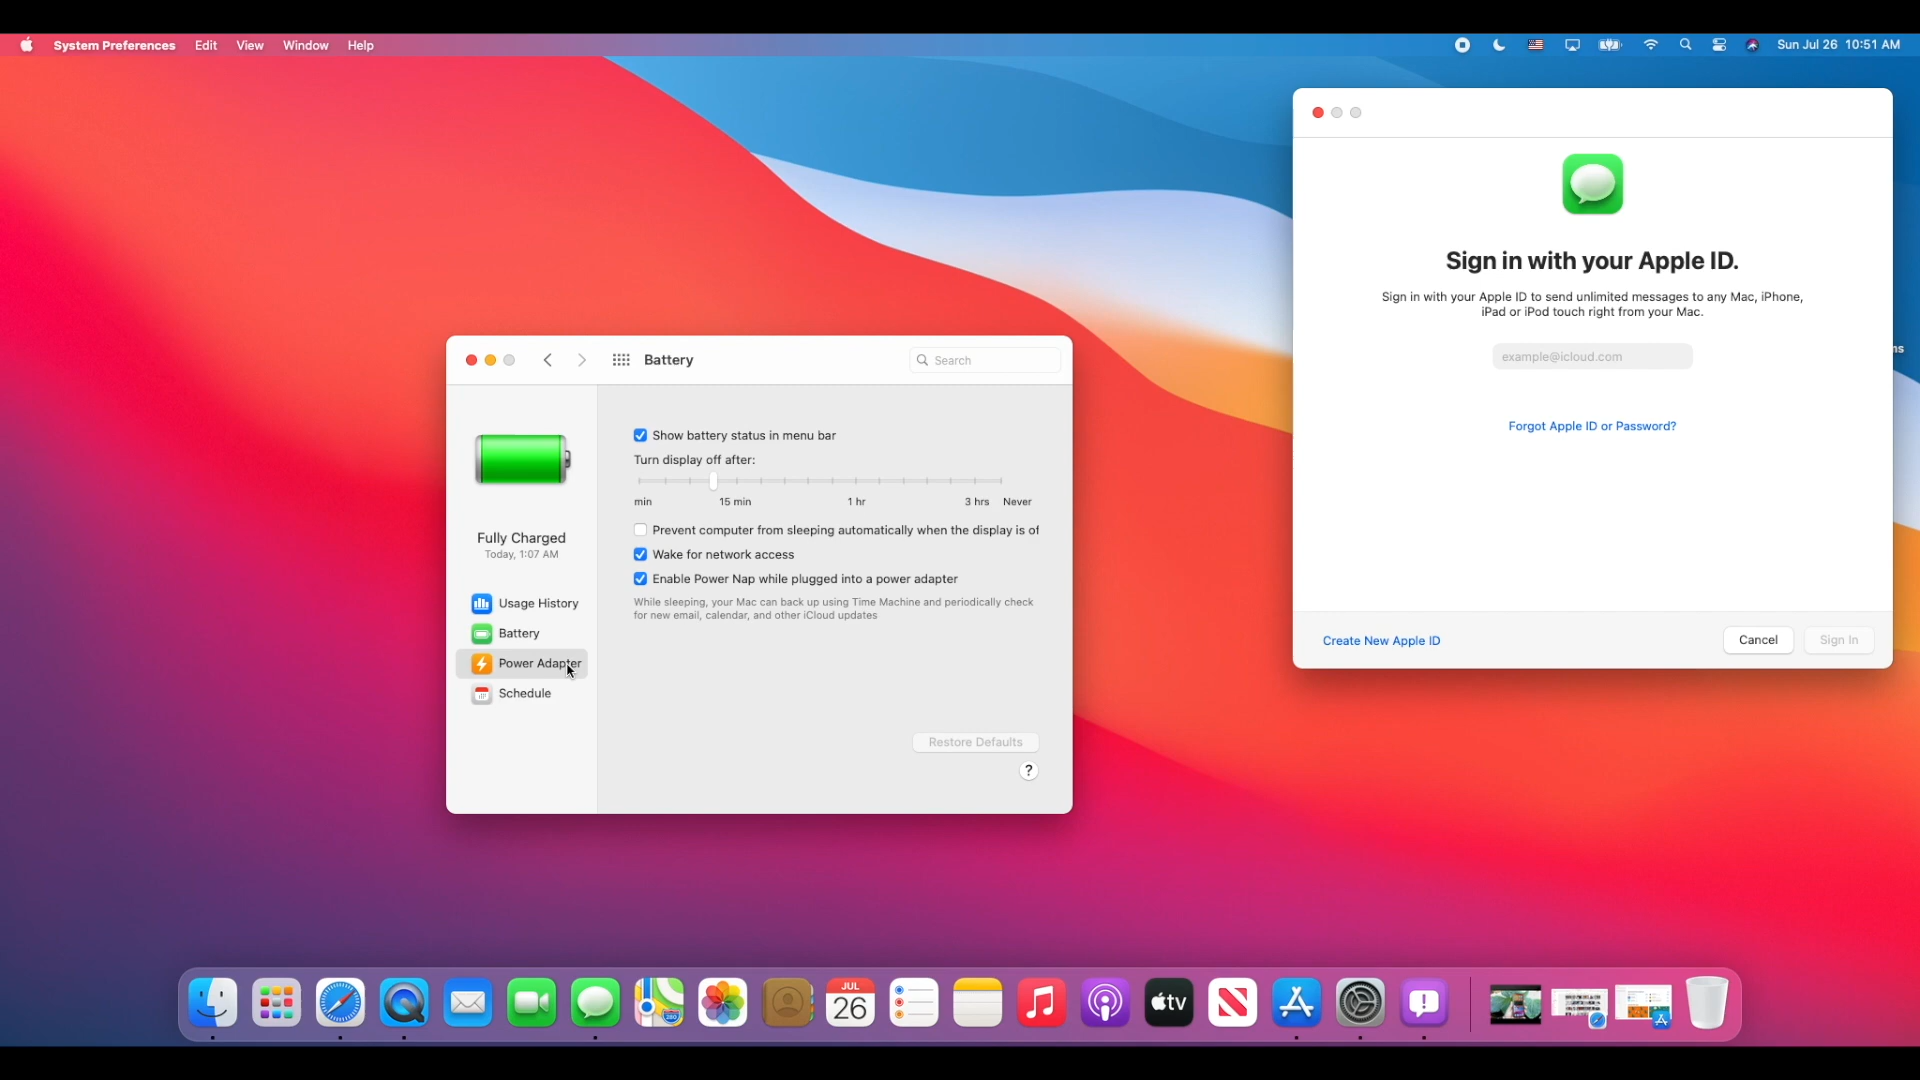 System Preferences Edit View Window Help
Sun Jul 26 10:51 AM
Sign in with your Apple ID.
Sign in with your Apple ID to send unlimited messages to any Mac, iPhone,
iPad or iPod touch right from your Mac.
example@icloud.com
Forgot Apple ID or Password?
Create New Apple ID
Cancel
Sign In
ns
Battery
Search
Fully Charged
Today, 1:07 AM
Usage History
Battery
Power Adapter
Schedule
Show battery status in menu bar
Turn display off after:
min 15 min 1 hr 3 hrs Never
Prevent computer from sleeping automatically when the display is of
Wake for network access
Enable Power Nap while plugged into a power adapter
While sleeping, your Mac can back up using Time Machine and periodically check
for new email, calendar, and other iCloud updates
Restore Defaults
?
JUL
26
280
tv